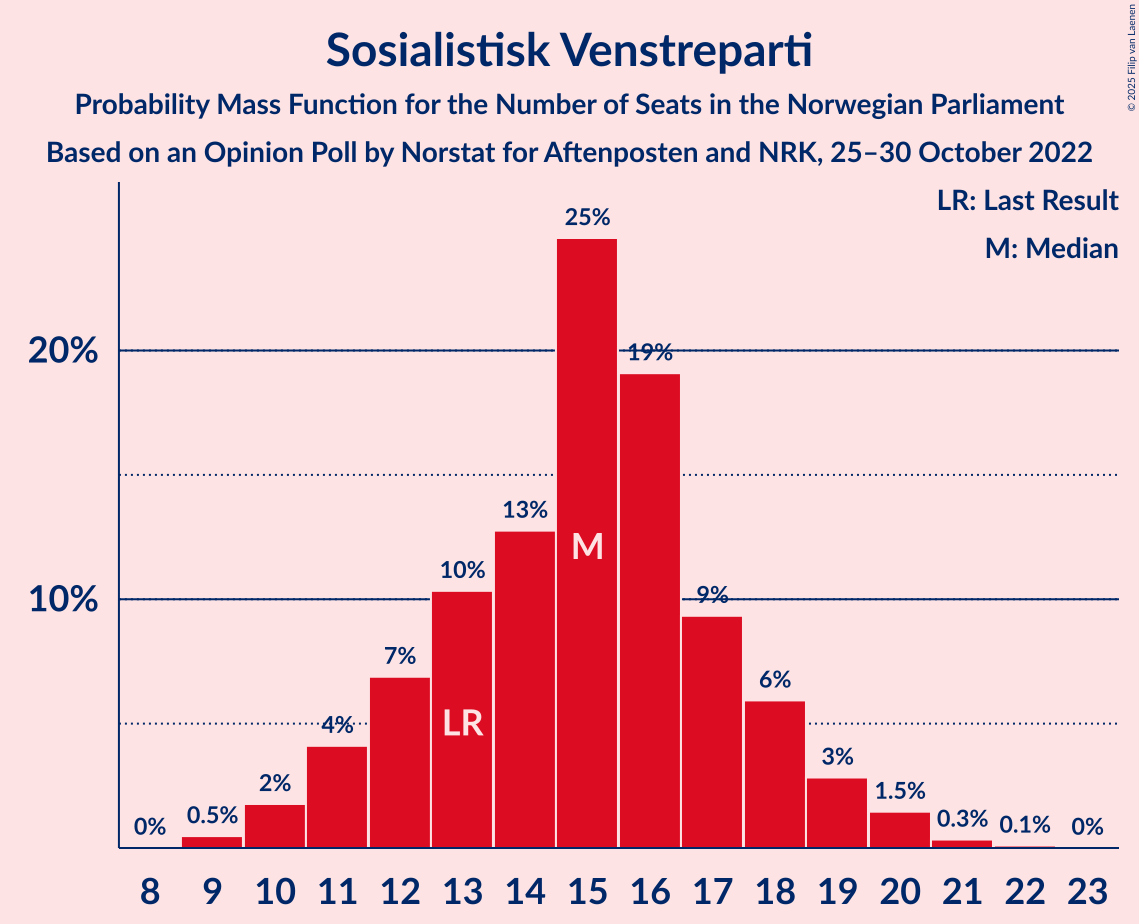 © 2025 Filip van Laenen
Sosialistisk Venstreparti
Probability Mass Function for the Number of Seats in the Norwegian Parliament
Based on an Opinion Poll by Norstat for Aftenposten and NRK, 25–30 October 2022
LR: Last Result
M: Median
20%
10%
0%
0.5%
2%
4%
7%
10%
13%
25%
19%
9%
6%
3%
1.5%
0.3%
0.1%
0%
LR
M
8 9 10 11 12 13 14 15 16 17 18 19 20 21 22 23